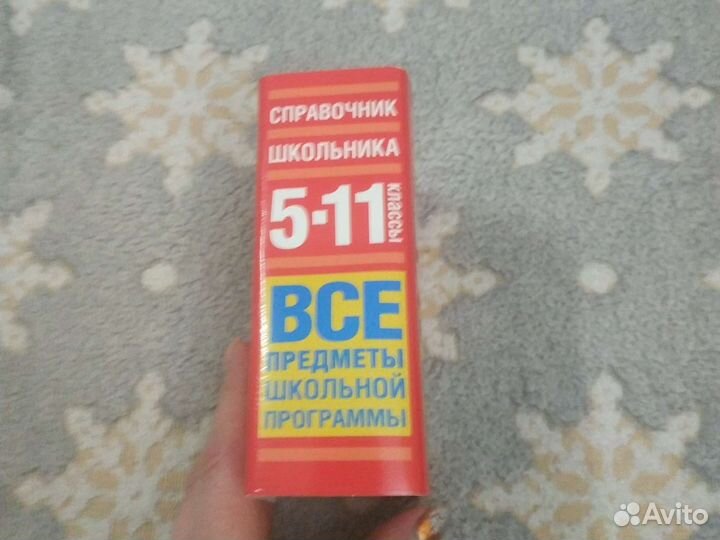 СПРАВОЧНИК
ШКОЛЬНИКА
5-11 классы
ВСЕ
ПРЕДМЕТЫ
ШКОЛЬНОЙ
ПРОГРАММЫ
Avito